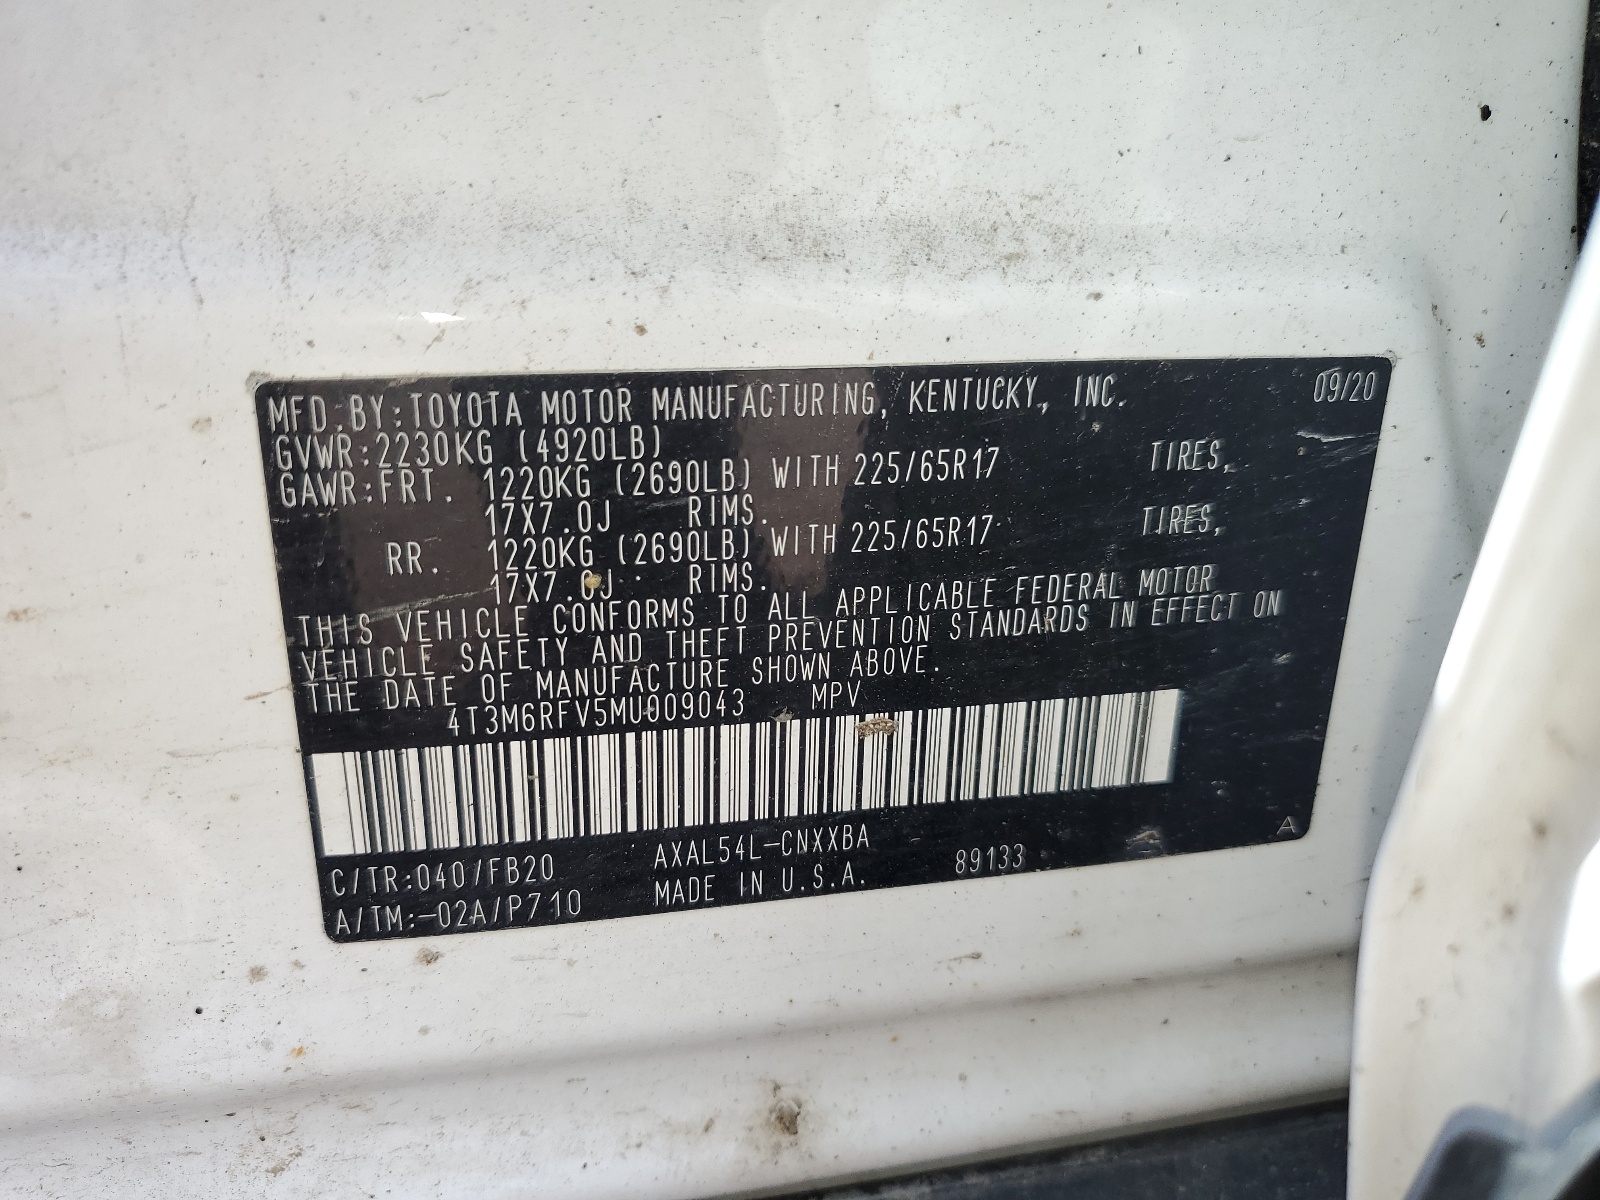 MFD.BY:TOYOTA MOTOR MANUFACTURING, KENTUCKY, INC. 09/20
GVWR:2230KG (4920LB)
GAWR:FRT. 1220KG (2690LB) WITH 225/65R17 TIRES,
17X7.0J RIMS.
RR. 1220KG (2690LB) WITH 225/65R17 TIRES,
17X7.0J RIMS.
THIS VEHICLE CONFORMS TO ALL APPLICABLE FEDERAL MOTOR
VEHICLE SAFETY AND THEFT PREVENTION STANDARDS IN EFFECT ON
THE DATE OF MANUFACTURE SHOWN ABOVE.
4T3M6RFV5MU009043 MPV
C/TR:040/FB20 AXAL54L-CNXXBA A
A/TM:-02A/P710 MADE IN U.S.A. 89133